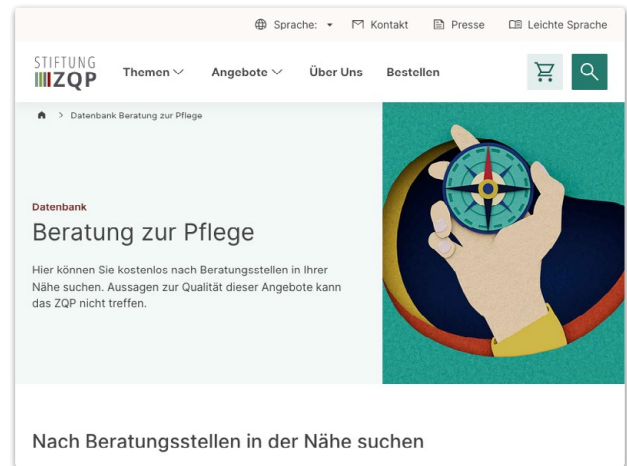 Sprache:
Kontakt
Presse
Leichte Sprache
STIFTUNG
ZQP
Themen
Angebote
Über Uns
Bestellen
> Datenbank Beratung zur Pflege
Datenbank
Beratung zur Pflege
Hier können Sie kostenlos nach Beratungsstellen in Ihrer
Nähe suchen. Aussagen zur Qualität dieser Angebote kann
das ZQP nicht treffen.
Nach Beratungsstellen in der Nähe suchen